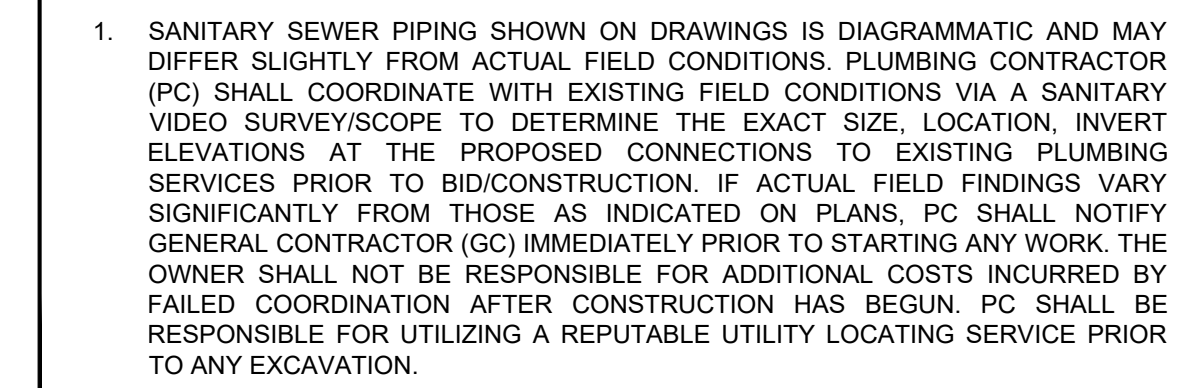 1. SANITARY SEWER PIPING SHOWN ON DRAWINGS IS DIAGRAMMATIC AND MAY
DIFFER SLIGHTLY FROM ACTUAL FIELD CONDITIONS. PLUMBING CONTRACTOR
(PC) SHALL COORDINATE WITH EXISTING FIELD CONDITIONS VIA A SANITARY
VIDEO SURVEY/SCOPE TO DETERMINE THE EXACT SIZE, LOCATION, INVERT
ELEVATIONS AT THE PROPOSED CONNECTIONS TO EXISTING PLUMBING
SERVICES PRIOR TO BID/CONSTRUCTION. IF ACTUAL FIELD FINDINGS VARY
SIGNIFICANTLY FROM THOSE AS INDICATED ON PLANS, PC SHALL NOTIFY
GENERAL CONTRACTOR (GC) IMMEDIATELY PRIOR TO STARTING ANY WORK. THE
OWNER SHALL NOT BE RESPONSIBLE FOR ADDITIONAL COSTS INCURRED BY
FAILED COORDINATION AFTER CONSTRUCTION HAS BEGUN. PC SHALL BE
RESPONSIBLE FOR UTILIZING A REPUTABLE UTILITY LOCATING SERVICE PRIOR
TO ANY EXCAVATION.